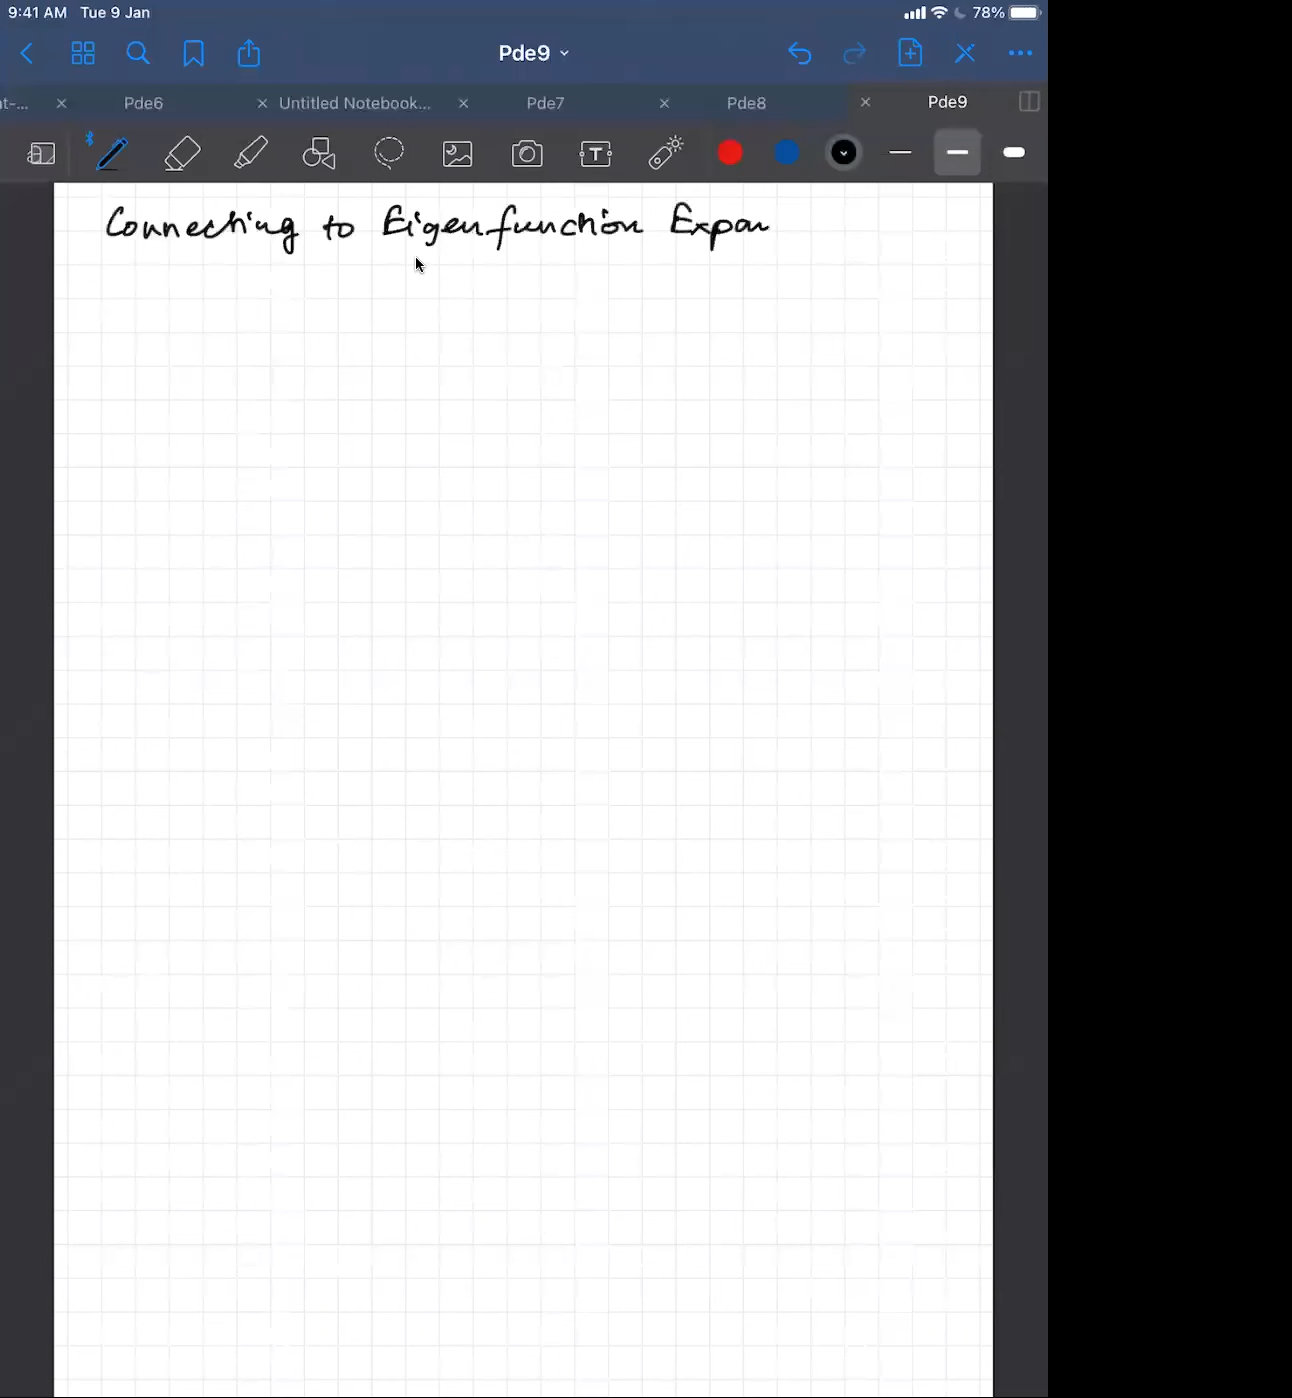 9:41 AM Tue 9 Jan 78%
Pde9
t-... Pde6 Untitled Notebook... Pde7 Pde8 Pde9
Connecting to Eigenfunction Expan